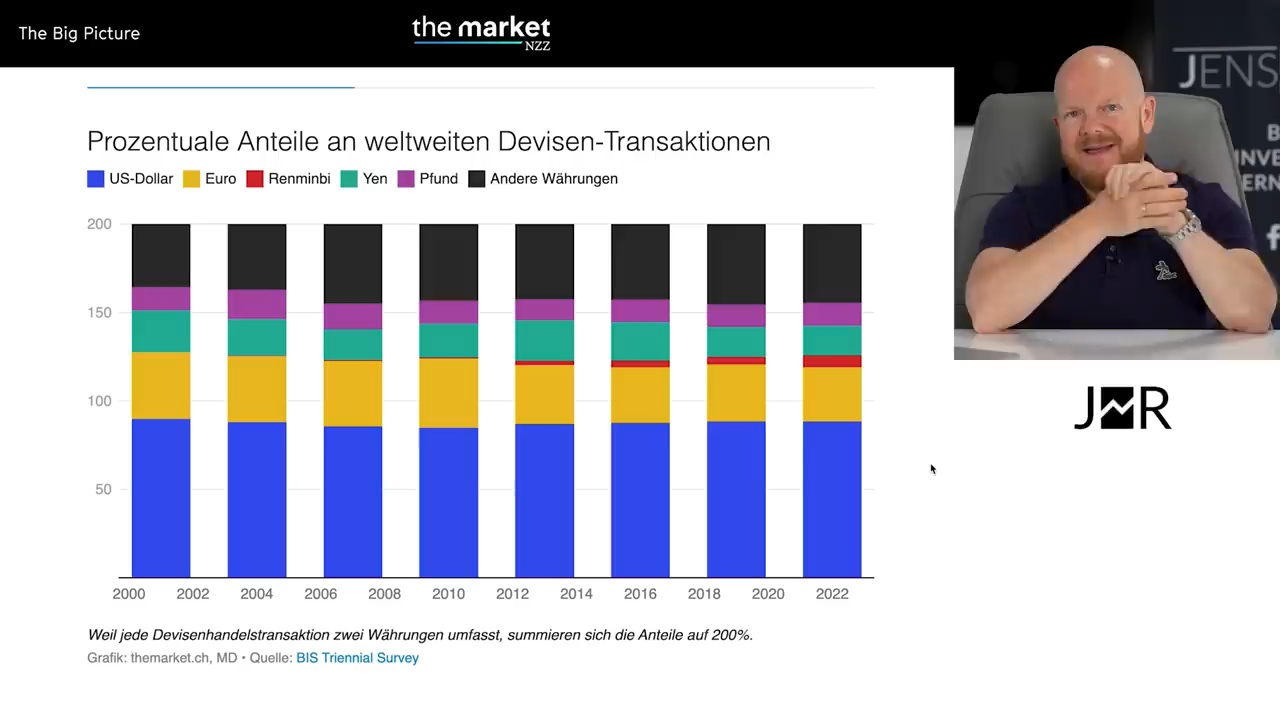 The Big Picture
the market
NZZ
JENS
B
INVE
ERN
f
Prozentuale Anteile an weltweiten Devisen-Transaktionen
US-Dollar Euro Renminbi Yen Pfund Andere Währungen
200
150
100
50
2000 2002 2004 2006 2008 2010 2012 2014 2016 2018 2020 2022
Weil jede Devisenhandelstransaktion zwei Währungen umfasst, summieren sich die Anteile auf 200%.
Grafik: themarket.ch, MD • Quelle: BIS Triennial Survey
JMR